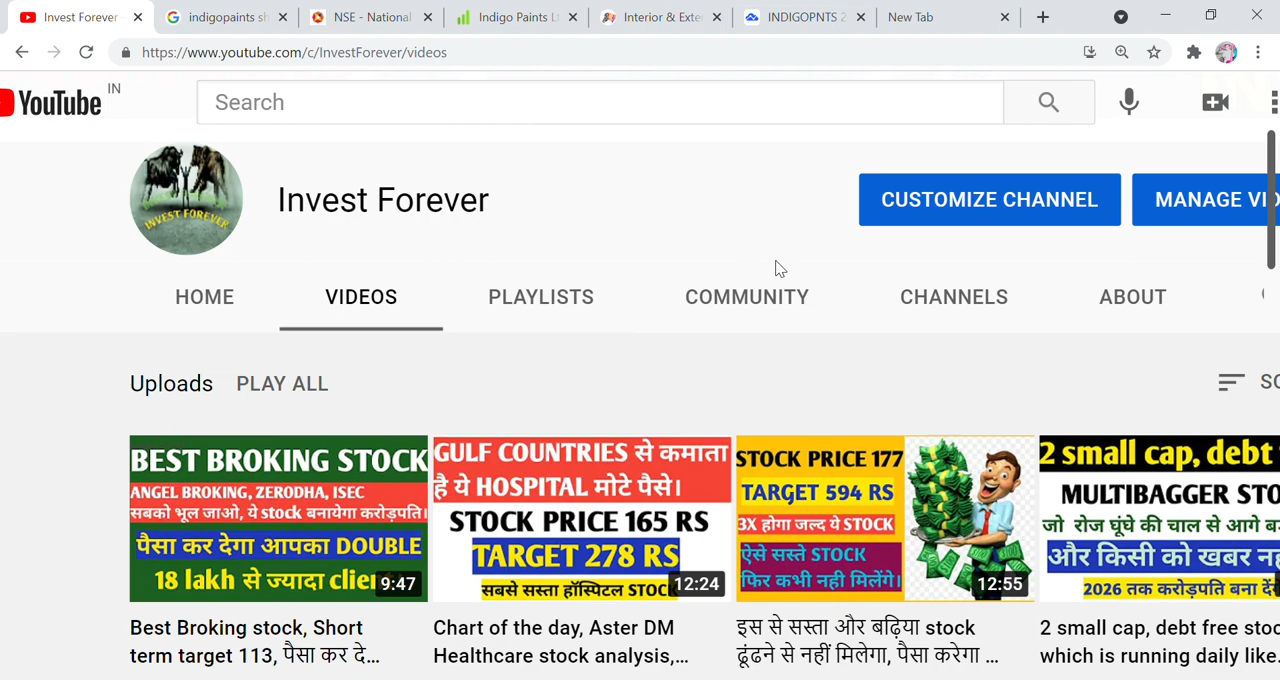 Invest Forever
indigopaints sh
NSE - National
Indigo Paints L
Interior & Exte
INDIGOPNTS 2
New Tab
https://www.youtube.com/c/InvestForever/videos
YouTube IN
Search
INVEST FOREVER
Invest Forever
CUSTOMIZE CHANNEL
MANAGE VI
HOME
VIDEOS
PLAYLISTS
COMMUNITY
CHANNELS
ABOUT
Uploads
PLAY ALL
BEST BROKING STOCK
ANGEL BROKING, ZERODHA, ISEC
सबको भूल जाओ, ये stock बनायेगा करोड़पति।
पैसा कर देगा आपका DOUBLE
18 lakh से ज्यादा clie
9:47
GULF COUNTRIES से कमाता
है ये HOSPITAL मोटे पैसे।
STOCK PRICE 165 RS
TARGET 278 RS
सबसे सस्ता हॉस्पिटल STOC
12:24
STOCK PRICE 177
TARGET 594 RS
3X होगा जल्द ये STOCK
ऐसे सस्ते STOCK
फिर कभी नही मिलेंगे।
12:55
2 small cap, debt
MULTIBAGGER STO
जो रोज घूंघे की चाल से आगे ब
और किसी को खबर नह
2026 तक करोड़पति बना दें
Best Broking stock, Short
term target 113, पैसा कर दे...
Chart of the day, Aster DM
Healthcare stock analysis,...
इस से सस्ता और बढ़िया stock
ढूंढने से नहीं मिलेगा, पैसा करेगा ...
2 small cap, debt free stoc
which is running daily like.